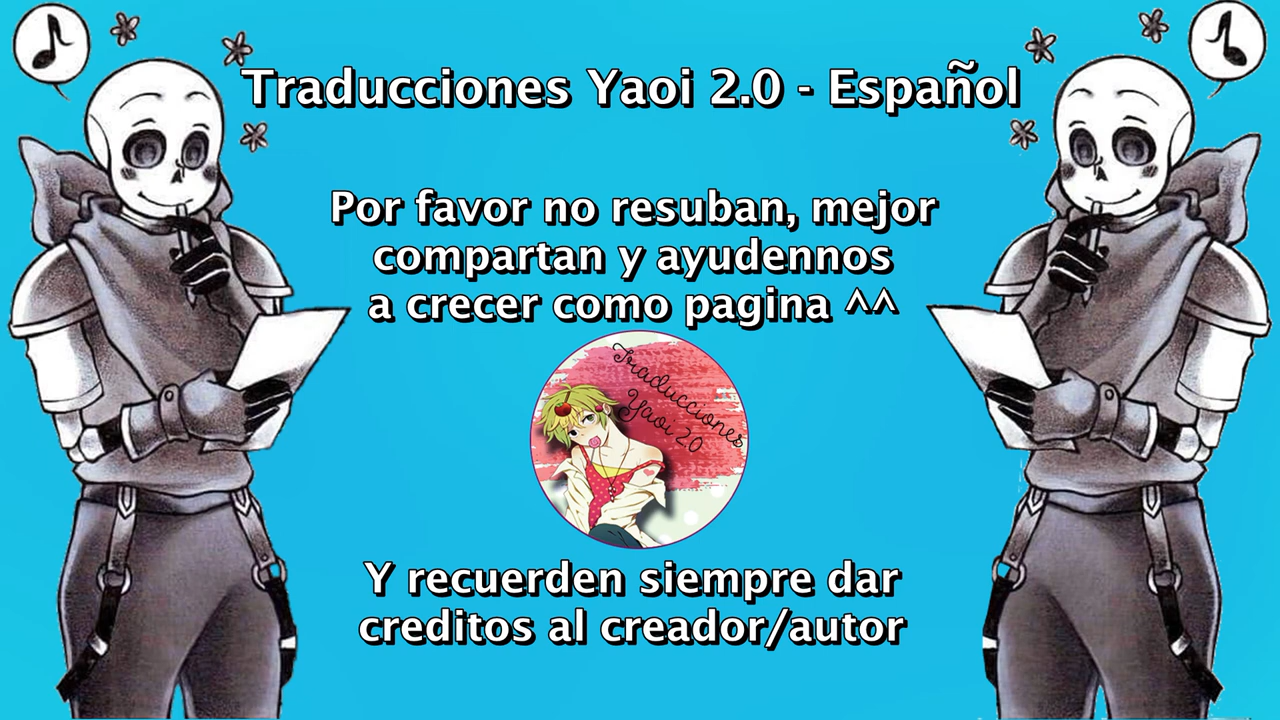 Traducciones Yaoi 2.0 - Español
Por favor no resuban, mejor
compartan y ayudennos
a crecer como pagina ^^
Traducciones
Yaoi 2.0
Y recuerden siempre dar
creditos al creador/autor